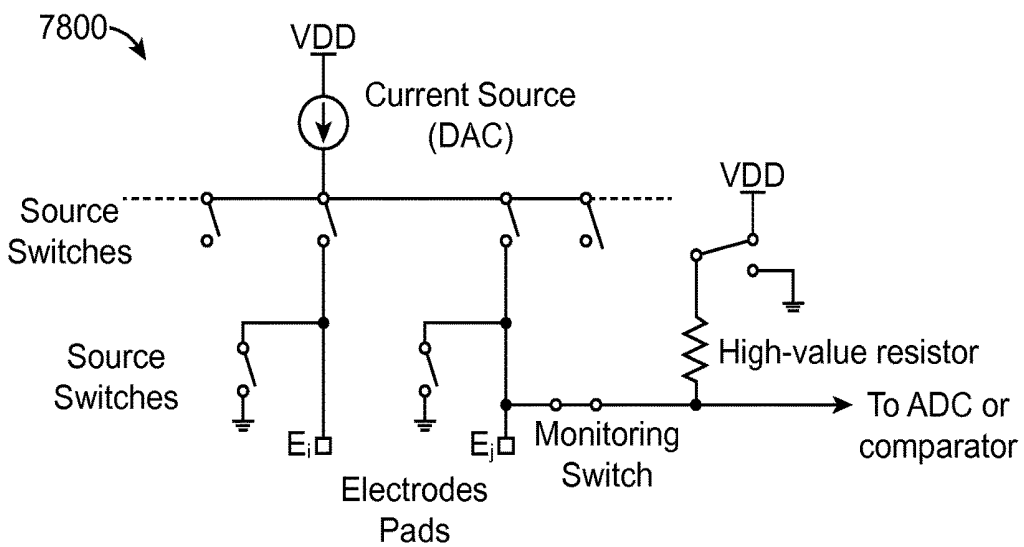 7800
VDD
Current Source
(DAC)
VDD
Source
Switches
High-value resistor
Source
Switches
To ADC or
comparator
Ei
Ej
Monitoring
Switch
Electrodes
Pads